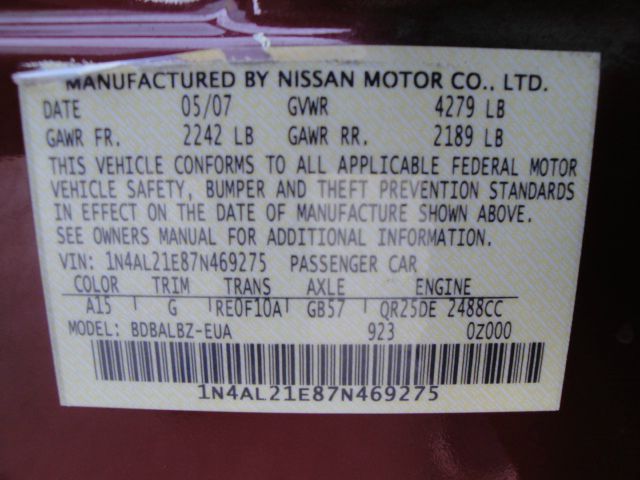 MANUFACTURED BY NISSAN MOTOR CO., LTD.
DATE 05/07 GVWR 4279 LB
GAWR FR. 2242 LB GAWR RR. 2189 LB
THIS VEHICLE CONFORMS TO ALL APPLICABLE FEDERAL MOTOR
VEHICLE SAFETY, BUMPER AND THEFT PREVENTION STANDARDS
IN EFFECT ON THE DATE OF MANUFACTURE SHOWN ABOVE.
SEE OWNERS MANUAL FOR ADDITIONAL INFORMATION.
VIN: 1N4AL21E87N469275 PASSENGER CAR
COLOR TRIM TRANS AXLE ENGINE
A15 G RE0F10A GB57 QR25DE 2488CC
MODEL: BDBALBZ-EUA 923 0Z000
1N4AL21E87N469275